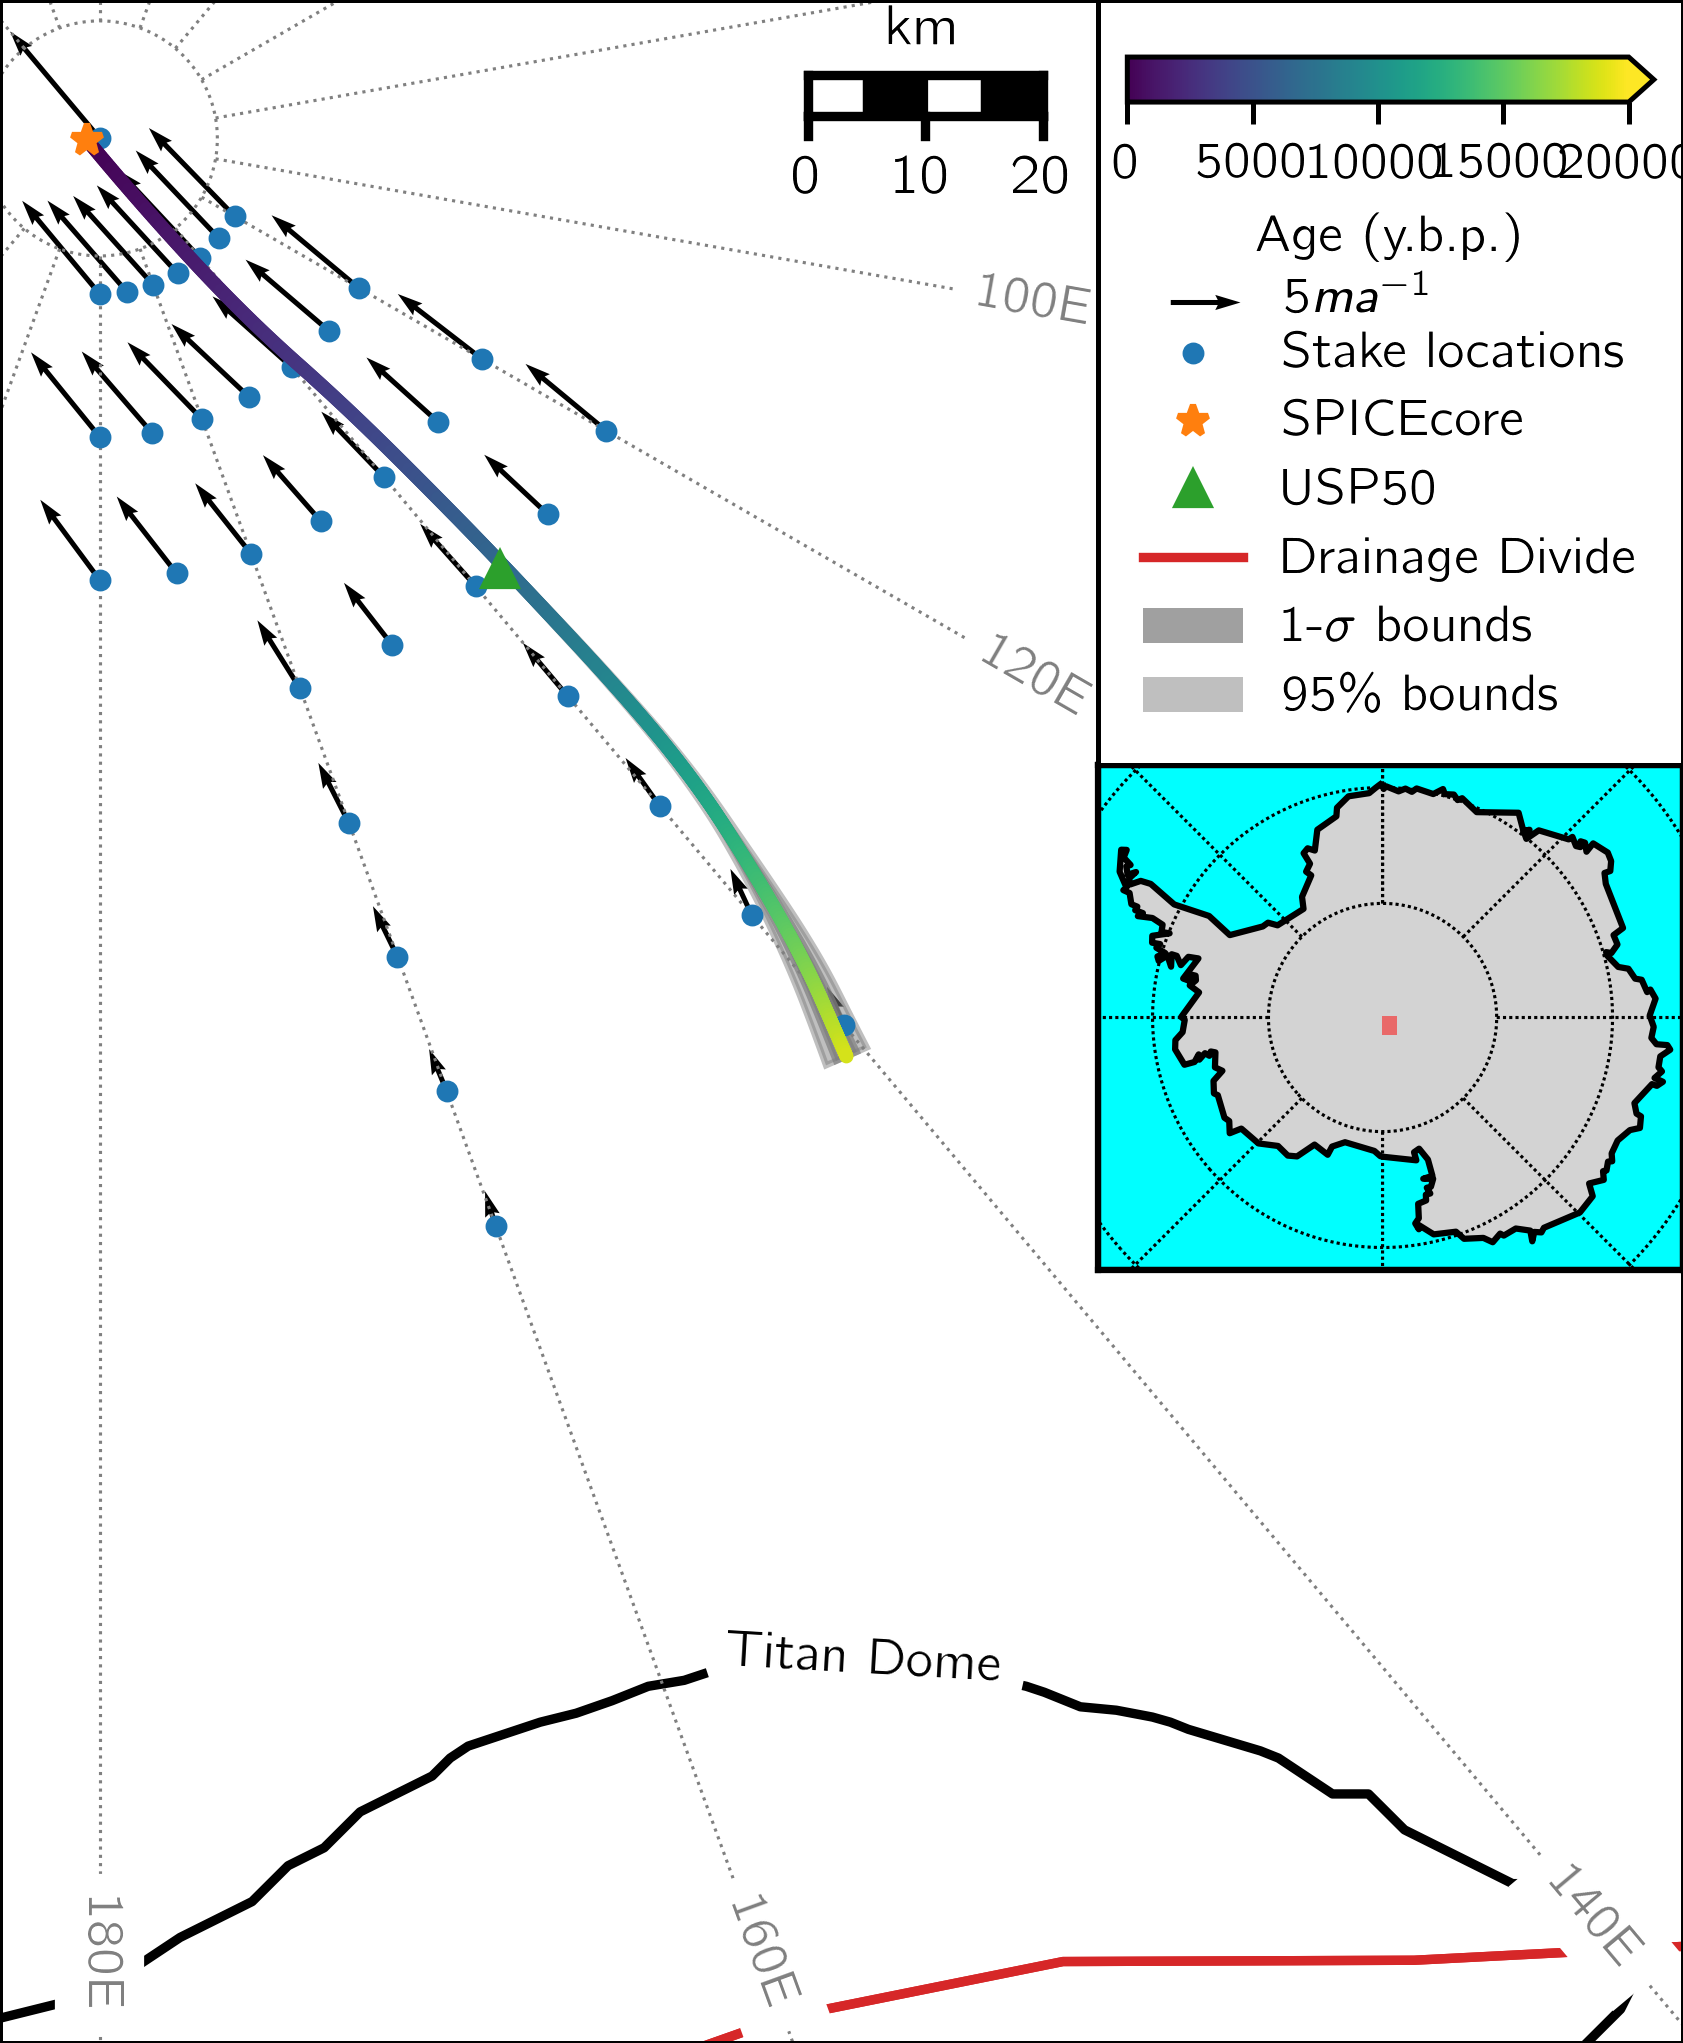 km
0 10 20
0 5000 10000 15000 20000
Age (y.b.p.)
5ma⁻¹
Stake locations
SPICEcore
USP50
Drainage Divide
1-σ bounds
95% bounds
100E
120E
Titan Dome
180E
160E
140E